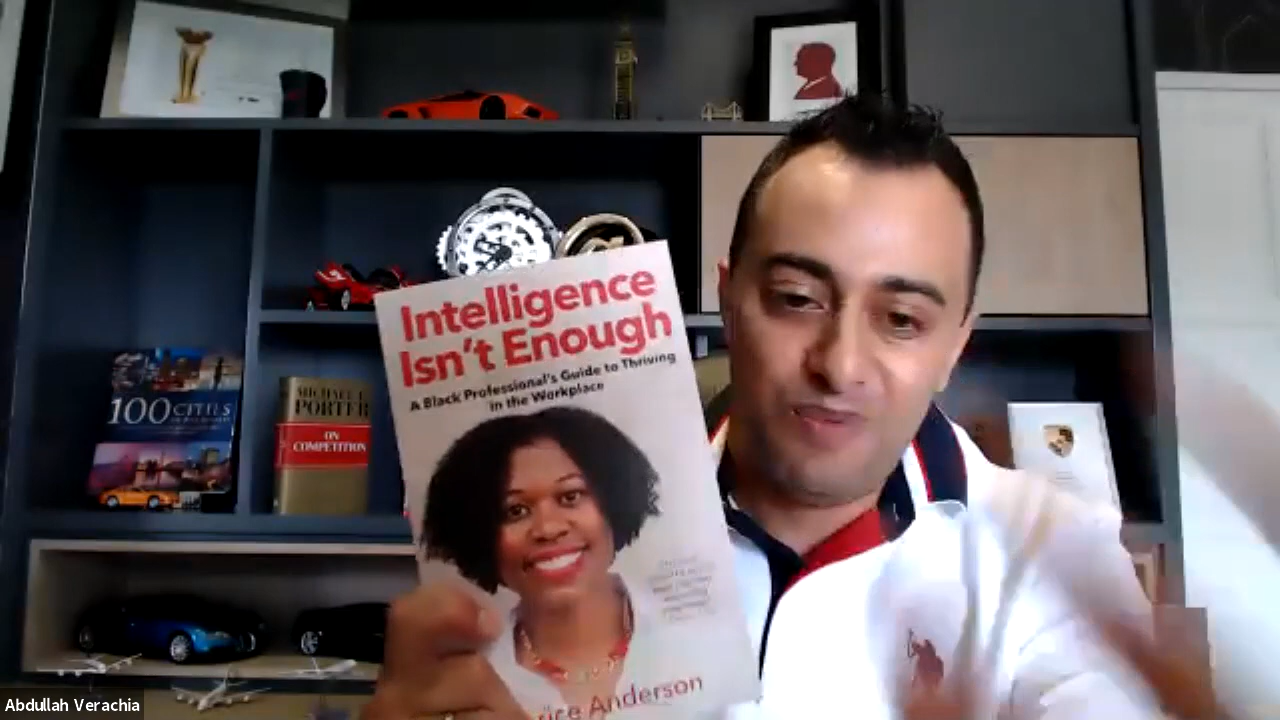 Intelligence
Isn't Enough
A Black Professional's Guide to Thriving
in the Workplace
Anderson
100 CITIES
MICHAEL E.
PORTER
ON
COMPETITION
Abdullah Verachia